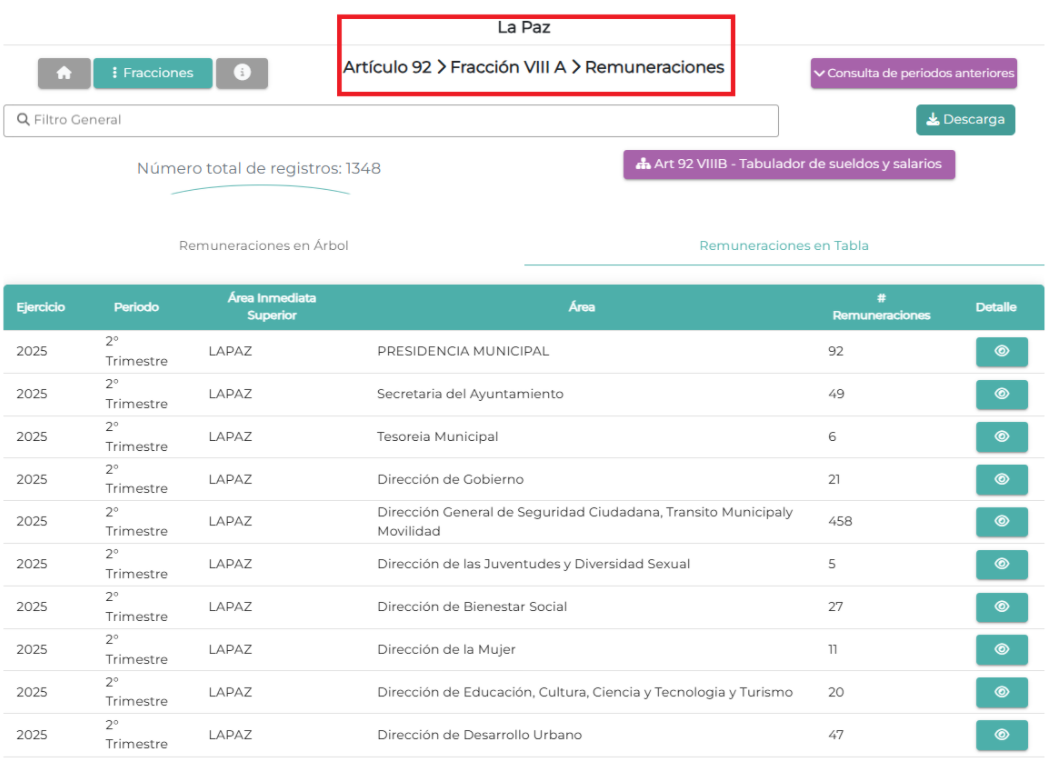 La Paz
Fracciones
Artículo 92 > Fracción VIII A > Remuneraciones
Consulta de periodos anteriores
Filtro General
Descarga
Número total de registros: 1348
Art 92 VIIIB - Tabulador de sueldos y salarios
Remuneraciones en Árbol
Remuneraciones en Tabla
Ejercicio Periodo Área Inmediata Superior Área # Remuneraciones Detalle
2025 2° Trimestre LAPAZ PRESIDENCIA MUNICIPAL 92
2025 2° Trimestre LAPAZ Secretaria del Ayuntamiento 49
2025 2° Trimestre LAPAZ Tesoreia Municipal 6
2025 2° Trimestre LAPAZ Dirección de Gobierno 21
2025 2° Trimestre LAPAZ Dirección General de Seguridad Ciudadana, Transito Municipaly Movilidad 458
2025 2° Trimestre LAPAZ Dirección de las Juventudes y Diversidad Sexual 5
2025 2° Trimestre LAPAZ Dirección de Bienestar Social 27
2025 2° Trimestre LAPAZ Dirección de la Mujer 11
2025 2° Trimestre LAPAZ Dirección de Educación, Cultura, Ciencia y Tecnologia y Turismo 20
2025 2° Trimestre LAPAZ Dirección de Desarrollo Urbano 47